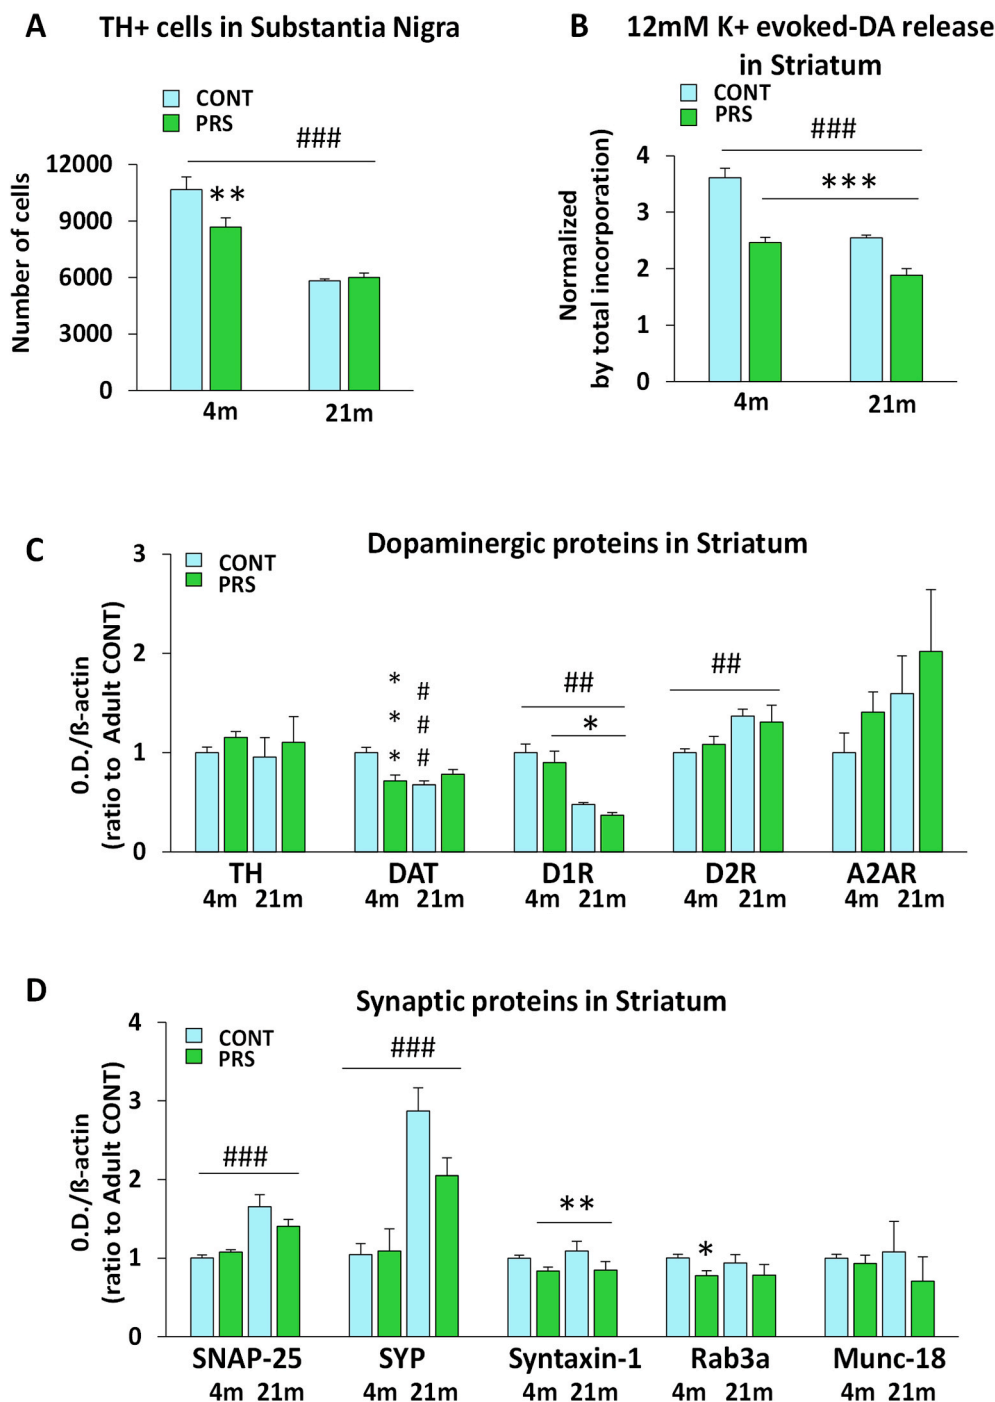 A
TH+ cells in Substantia Nigra
CONT
PRS
###
**
Number of cells
12000
9000
6000
3000
0
4m 21m
B
12mM K+ evoked-DA release
in Striatum
CONT
PRS
###
***
Normalized
by total incorporation)
4
3
2
1
0
4m 21m
C
Dopaminergic proteins in Striatum
CONT
PRS
O.D./ß-actin
(ratio to Adult CONT)
3
2
1
0
*
*
*
#
#
#
##
*
##
TH DAT D1R D2R A2AR
4m 21m 4m 21m 4m 21m 4m 21m 4m 21m
D
Synaptic proteins in Striatum
CONT
PRS
O.D./ß-actin
(ratio to Adult CONT)
4
3
2
1
0
###
###
**
*
SNAP-25 SYP Syntaxin-1 Rab3a Munc-18
4m 21m 4m 21m 4m 21m 4m 21m 4m 21m